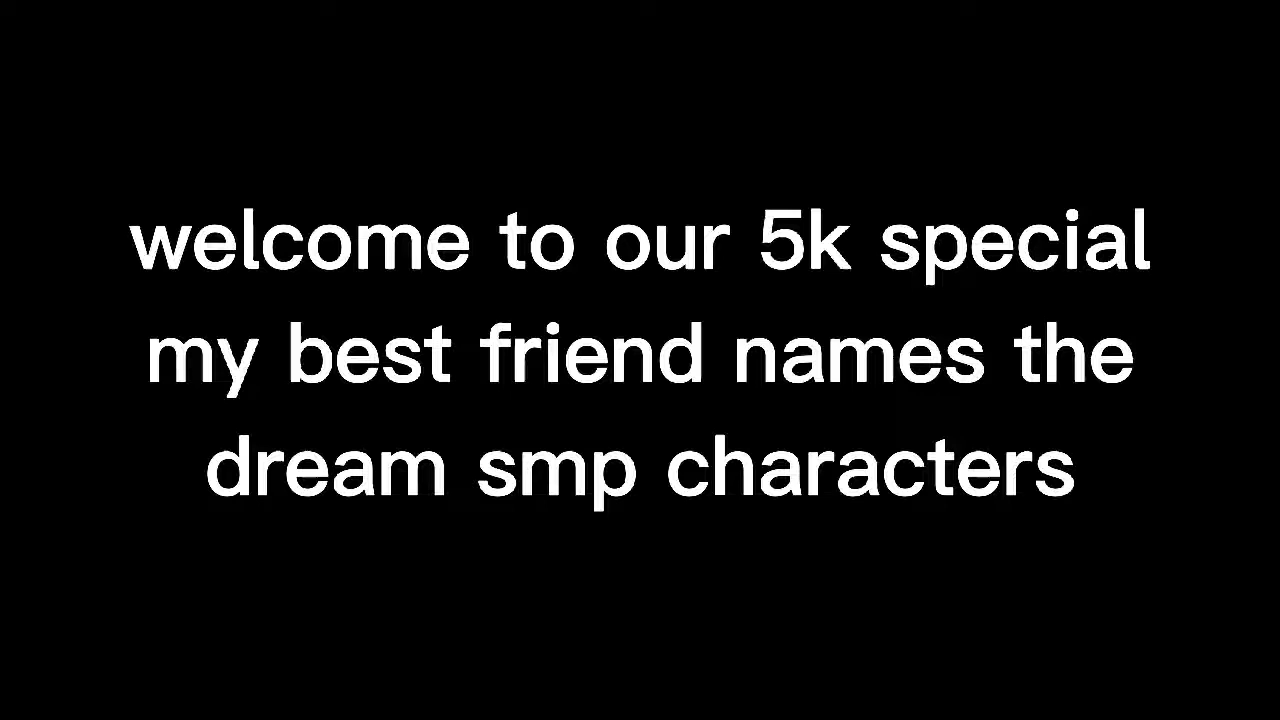 welcome to our 5k special
my best friend names the
dream smp characters